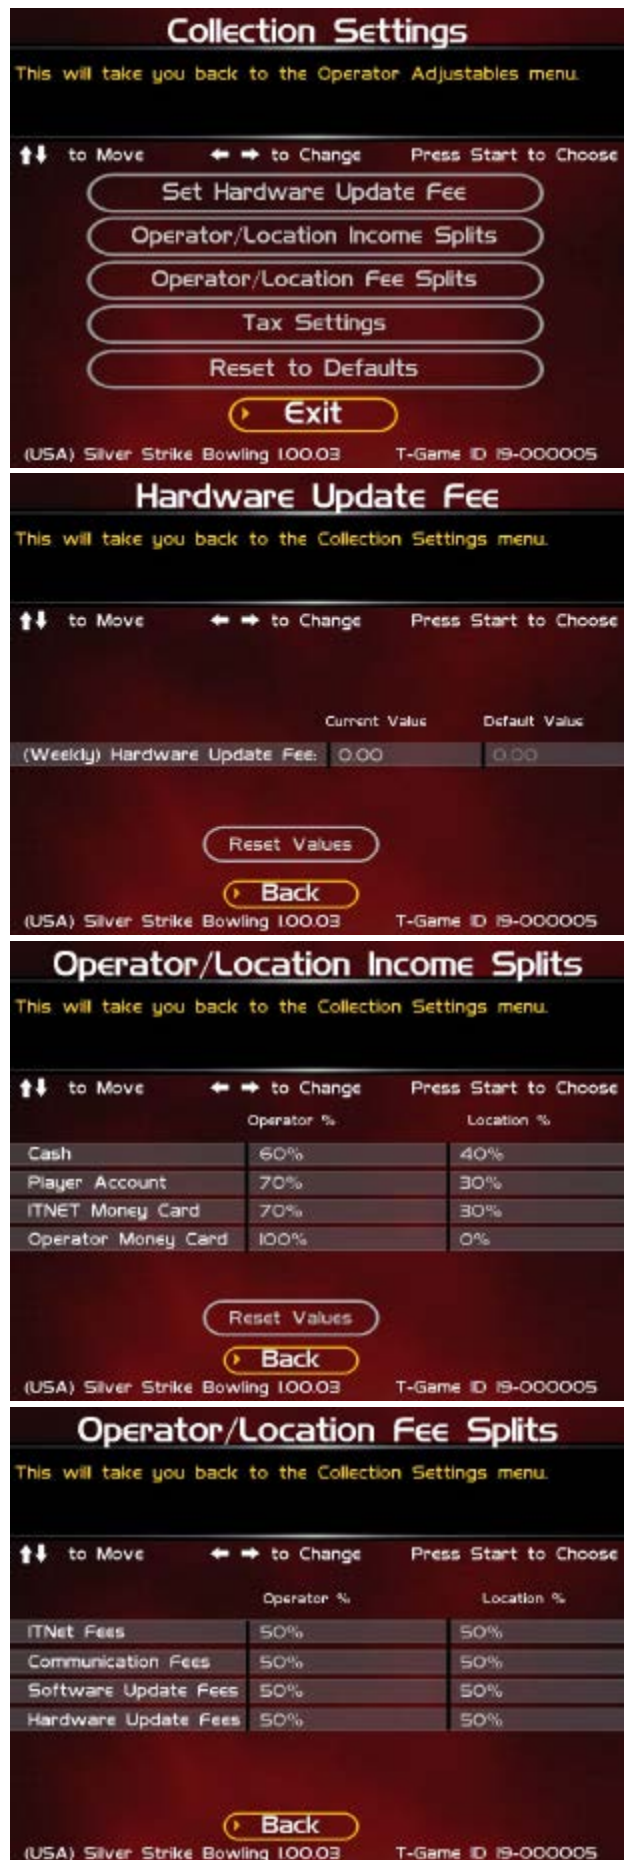 Collection Settings
This will take you back to the Operator Adjustables menu.
to Move to Change Press Start to Choose
Set Hardware Update Fee
Operator/Location Income Splits
Operator/Location Fee Splits
Tax Settings
Reset to Defaults
Exit
(USA) Silver Strike Bowling 1.00.03 T-Game ID 19-000005
Hardware Update Fee
This will take you back to the Collection Settings menu.
to Move to Change Press Start to Choose
Current Value Default Value
(Weekly) Hardware Update Fee: 0.00 0.00
Reset Values
Back
(USA) Silver Strike Bowling 1.00.03 T-Game ID 19-000005
Operator/Location Income Splits
This will take you back to the Collection Settings menu.
to Move to Change Press Start to Choose
Operator % Location %
Cash 60% 40%
Player Account 70% 30%
ITNET Money Card 70% 30%
Operator Money Card 100% 0%
Reset Values
Back
(USA) Silver Strike Bowling 1.00.03 T-Game ID 19-000005
Operator/Location Fee Splits
This will take you back to the Collection Settings menu.
to Move to Change Press Start to Choose
Operator % Location %
ITNet Fees 50% 50%
Communication Fees 50% 50%
Software Update Fees 50% 50%
Hardware Update Fees 50% 50%
Back
(USA) Silver Strike Bowling 1.00.03 T-Game ID 19-000005